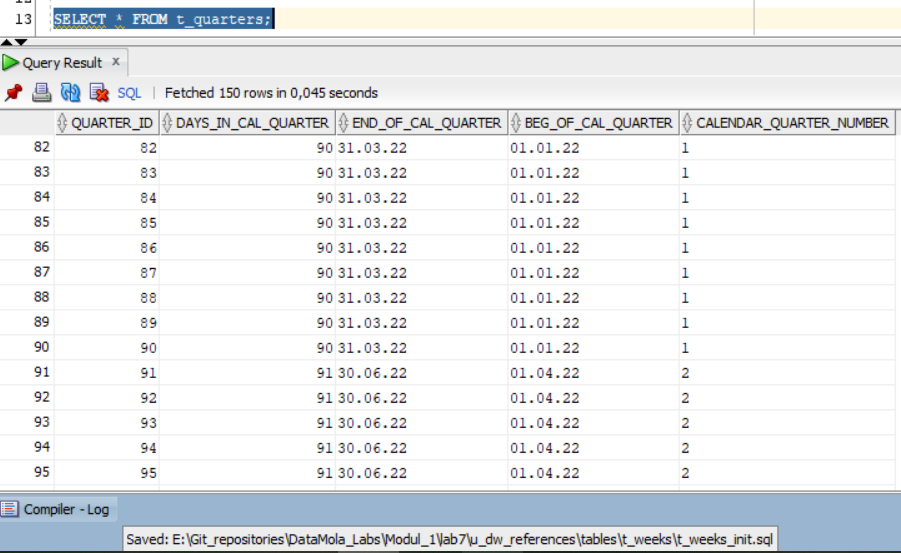 13 SELECT * FROM t_quarters;
Query Result x
SQL | Fetched 150 rows in 0,045 seconds
QUARTER_ID DAYS_IN_CAL_QUARTER END_OF_CAL_QUARTER BEG_OF_CAL_QUARTER CALENDAR_QUARTER_NUMBER
82 82 90 31.03.22 01.01.22 1
83 83 90 31.03.22 01.01.22 1
84 84 90 31.03.22 01.01.22 1
85 85 90 31.03.22 01.01.22 1
86 86 90 31.03.22 01.01.22 1
87 87 90 31.03.22 01.01.22 1
88 88 90 31.03.22 01.01.22 1
89 89 90 31.03.22 01.01.22 1
90 90 90 31.03.22 01.01.22 1
91 91 91 30.06.22 01.04.22 2
92 92 91 30.06.22 01.04.22 2
93 93 91 30.06.22 01.04.22 2
94 94 91 30.06.22 01.04.22 2
95 95 91 30.06.22 01.04.22 2
Compiler - Log
Saved: E:\Git_repositories\DataMola_Labs\Modul_1\lab7\u_dw_references\tables\t_weeks\t_weeks_init.sql